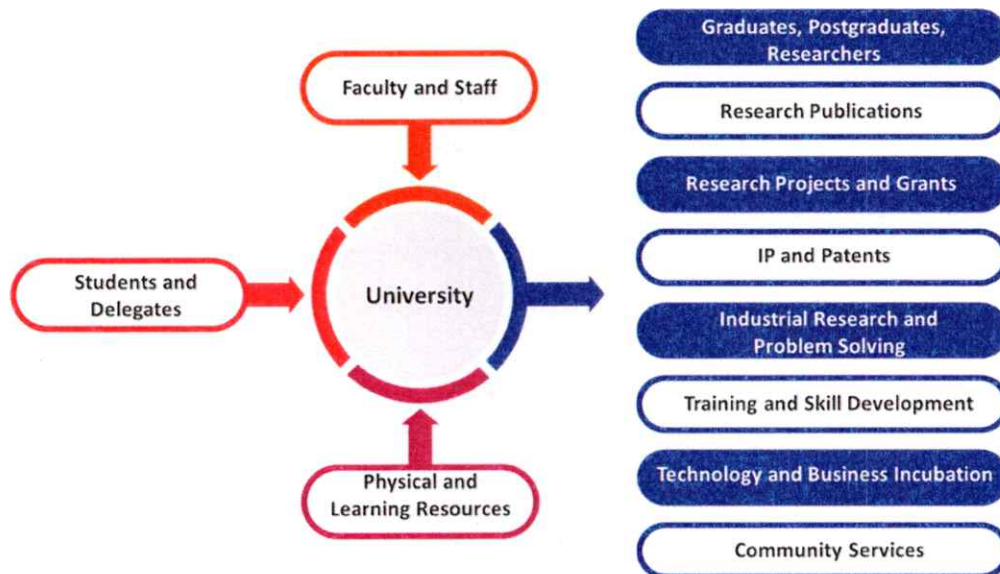 Faculty and Staff
Students and
Delegates
University
Physical and
Learning Resources
Graduates, Postgraduates,
Researchers
Research Publications
Research Projects and Grants
IP and Patents
Industrial Research and
Problem Solving
Training and Skill Development
Technology and Business Incubation
Community Services